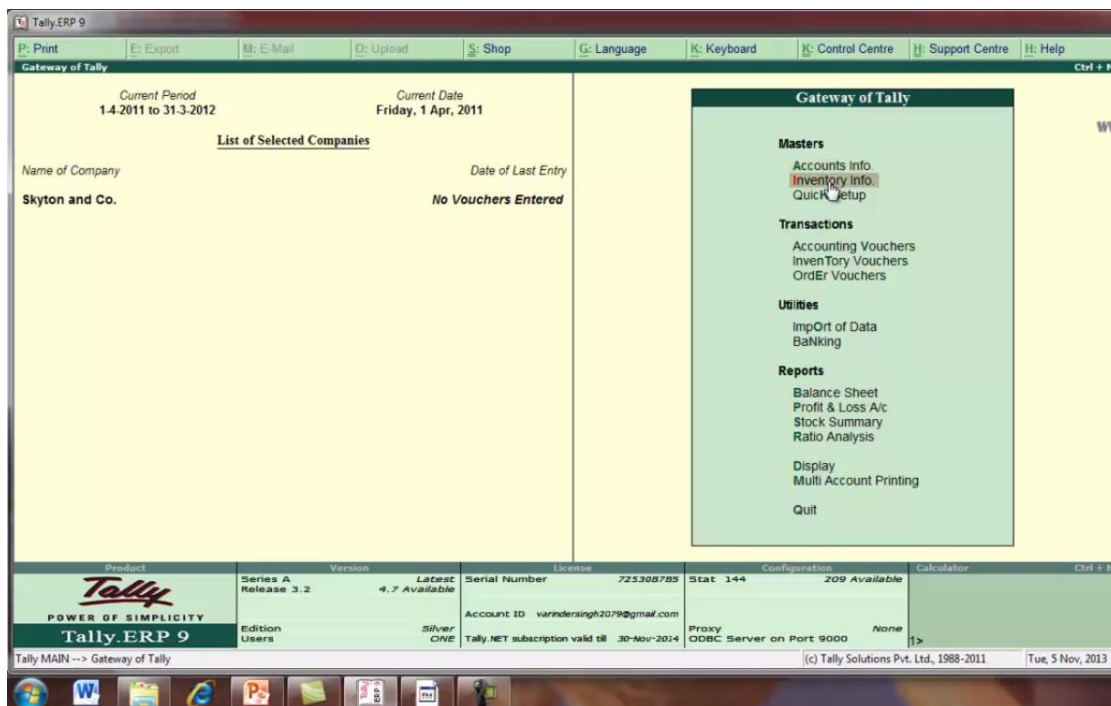 Tally.ERP 9
P: Print E: Export M: E-Mail O: Upload S: Shop G: Language K: Keyboard K: Control Centre H: Support Centre H: Help
Gateway of Tally Ctrl +
Current Period Current Date
1-4-2011 to 31-3-2012 Friday, 1 Apr, 2011
List of Selected Companies
Name of Company Date of Last Entry
Skyton and Co. No Vouchers Entered
Gateway of Tally
Masters
Accounts Info.
Inventory Info.
Quick Setup
Transactions
Accounting Vouchers
InvenTory Vouchers
OrdEr Vouchers
Utilities
ImpOrt of Data
BaNking
Reports
Balance Sheet
Profit & Loss A/c
Stock Summary
Ratio Analysis
Display
Multi Account Printing
Quit
Product Version License Configuration Calculator Ctrl +
Tally
POWER OF SIMPLICITY
Tally.ERP 9
Series A Latest
Release 3.2 4.7 Available
Edition Silver
Users ONE
Serial Number 725308785
Account ID varindersingh2079@gmail.com
Tally.NET subscription valid till 30-Nov-2014
Stat 144 209 Available
Proxy None
ODBC Server on Port 9000
1>
Tally MAIN --> Gateway of Tally (c) Tally Solutions Pvt. Ltd., 1988-2011 Tue, 5 Nov, 2013